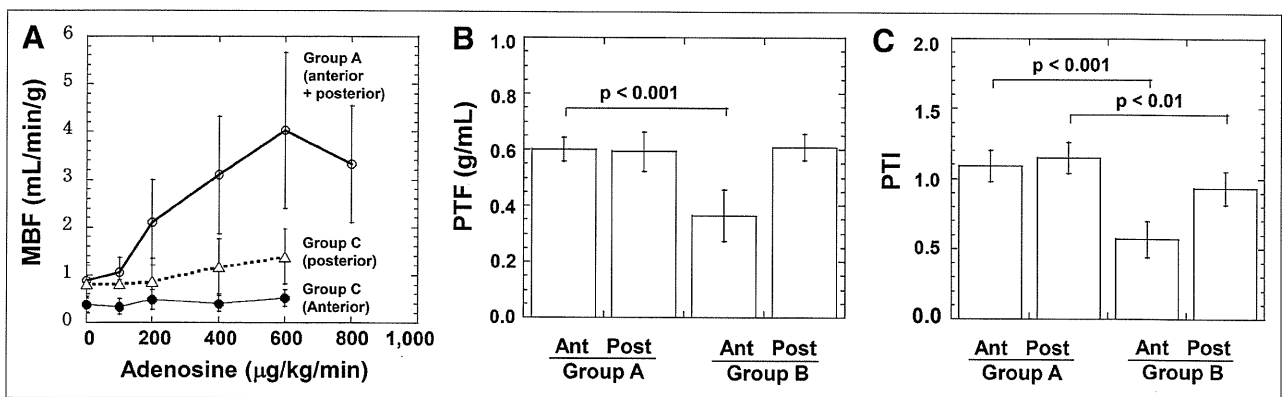 A
MBF (mL/min/g)
6
5
4
3
2
1
0
Group A
(anterior
+ posterior)
Group C
(posterior)
Group C
(Anterior)
0 200 400 600 800 1,000
Adenosine (µg/kg/min)
B
PTF (g/mL)
1.0
0.8
0.6
0.4
0.2
0.0
p < 0.001
Ant Post Ant Post
Group A Group B
C
PTI
2.0
1.5
1.0
0.5
0.0
p < 0.001
p < 0.01
Ant Post Ant Post
Group A Group B